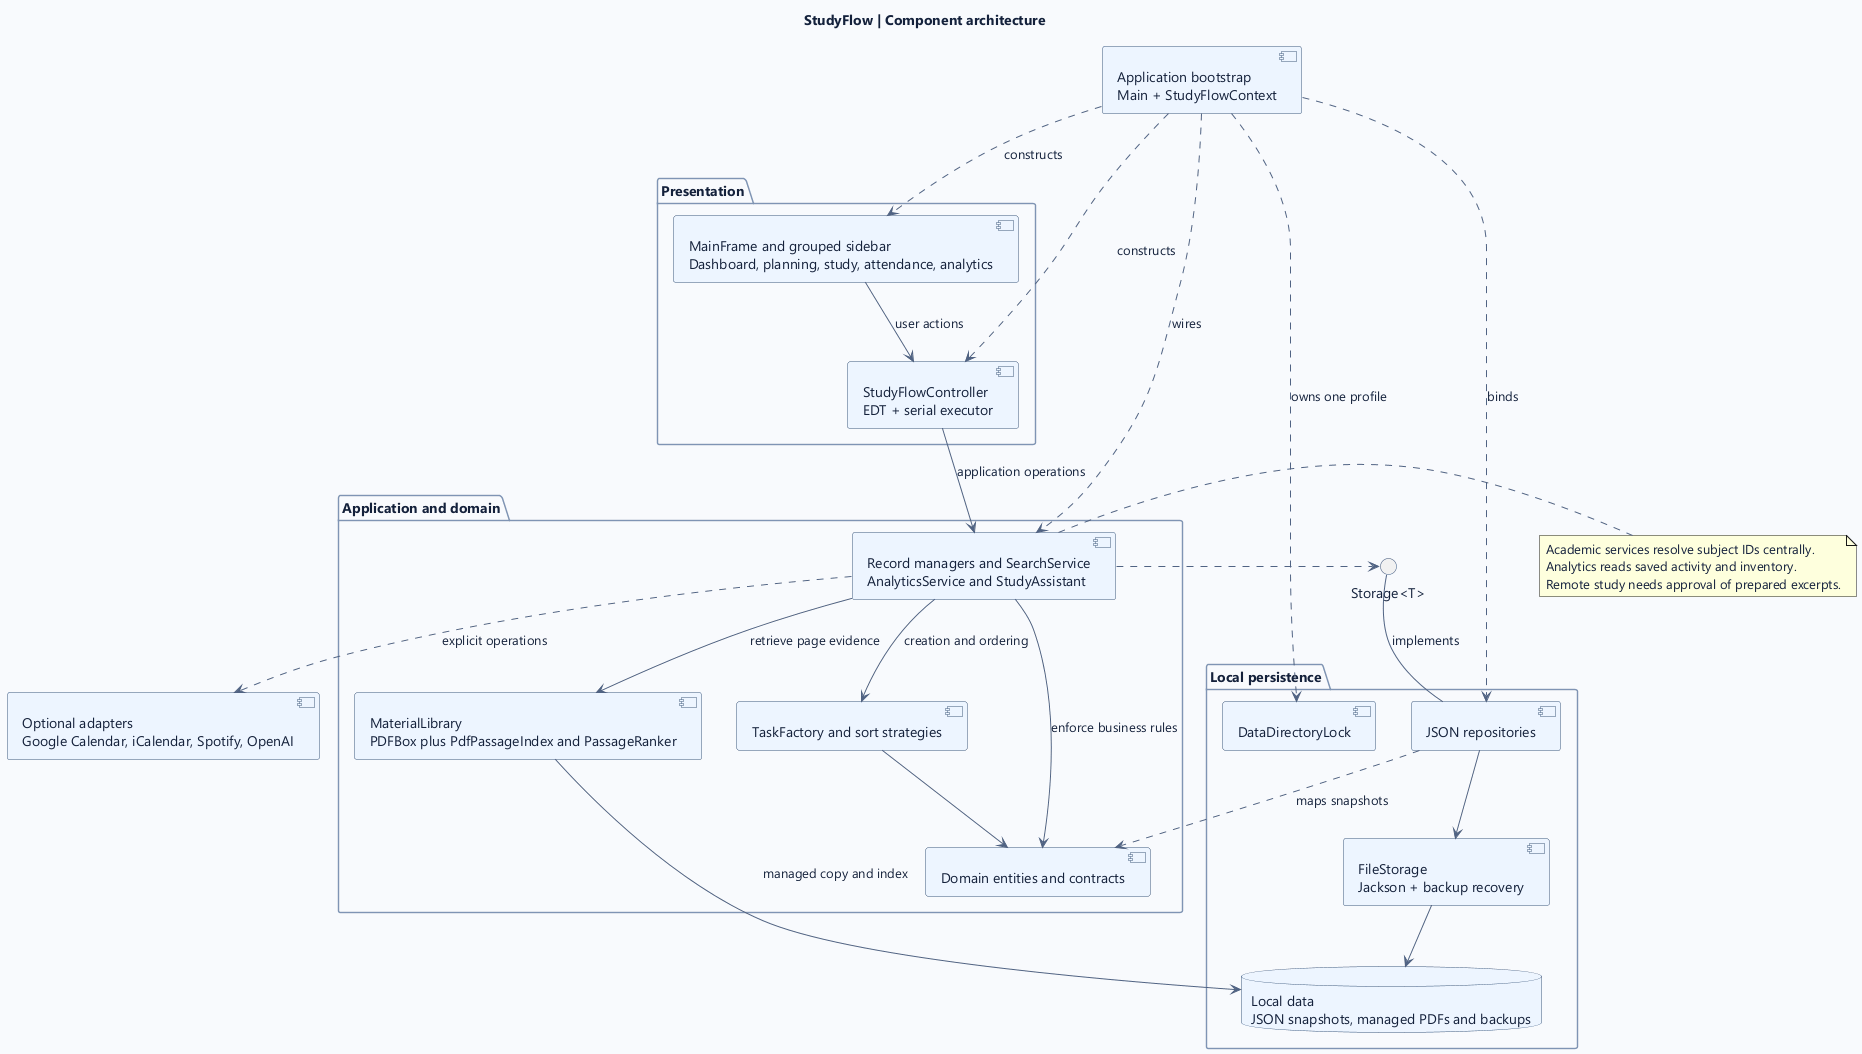 StudyFlow | Component architecture
Application bootstrap
Main + StudyFlowContext
constructs
Presentation
MainFrame and grouped sidebar
Dashboard, planning, study, attendance, analytics
constructs
user actions
wires
StudyFlowController
EDT + serial executor
owns one profile
binds
application operations
Application and domain
Record managers and SearchService
AnalyticsService and StudyAssistant
Storage<T>
Academic services resolve subject IDs centrally.
Analytics reads saved activity and inventory.
Remote study needs approval of prepared excerpts.
explicit operations
retrieve page evidence
creation and ordering
implements
Local persistence
Optional adapters
Google Calendar, iCalendar, Spotify, OpenAI
MaterialLibrary
PDFBox plus PdfPassageIndex and PassageRanker
TaskFactory and sort strategies
enforce business rules
DataDirectoryLock
JSON repositories
maps snapshots
managed copy and index
Domain entities and contracts
FileStorage
Jackson + backup recovery
Local data
JSON snapshots, managed PDFs and backups